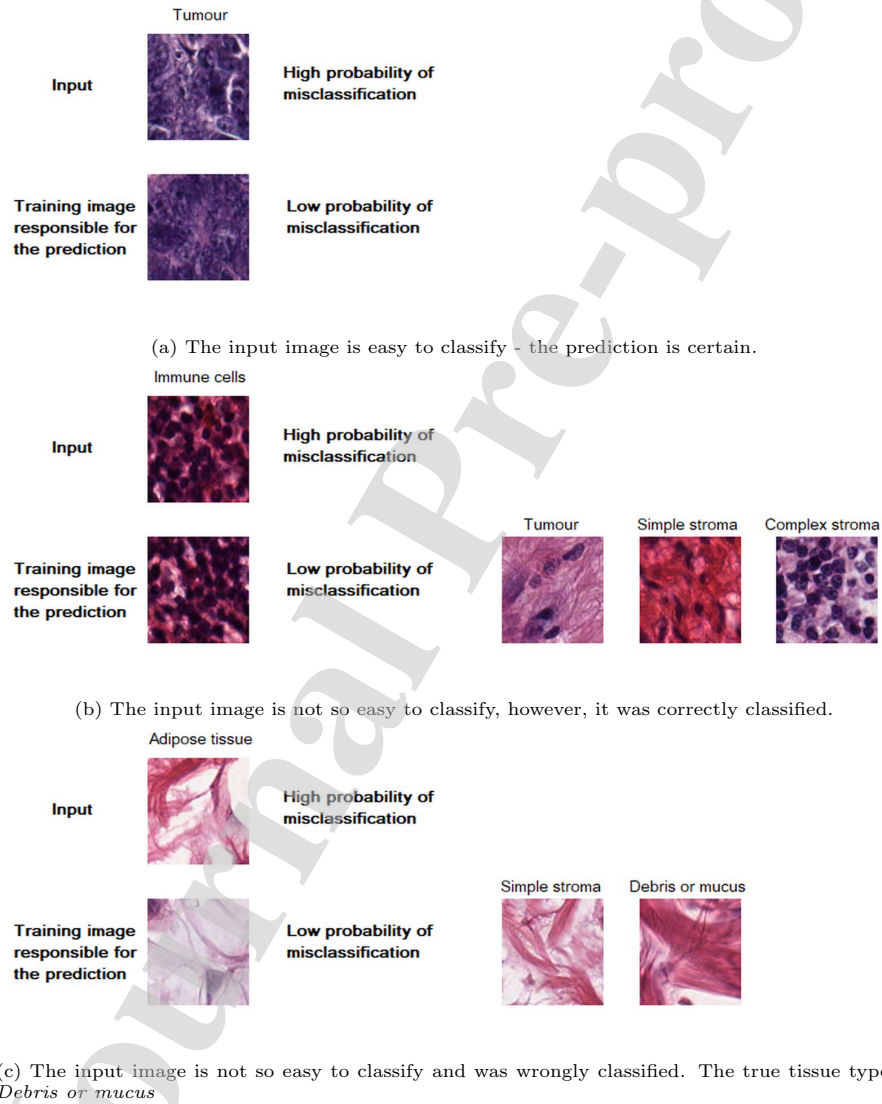 Tumour
Input
High probability of
misclassification
Training image
responsible for
the prediction
Low probability of
misclassification
(a) The input image is easy to classify - the prediction is certain.
Immune cells
Input
High probability of
misclassification
Tumour Simple stroma Complex stroma
Training image
responsible for
the prediction
Low probability of
misclassification
(b) The input image is not so easy to classify, however, it was correctly classified.
Adipose tissue
Input
High probability of
misclassification
Simple stroma Debris or mucus
Training image
responsible for
the prediction
Low probability of
misclassification
(c) The input image is not so easy to classify and was wrongly classified. The true tissue type
Debris or mucus
ournal Pre-pro